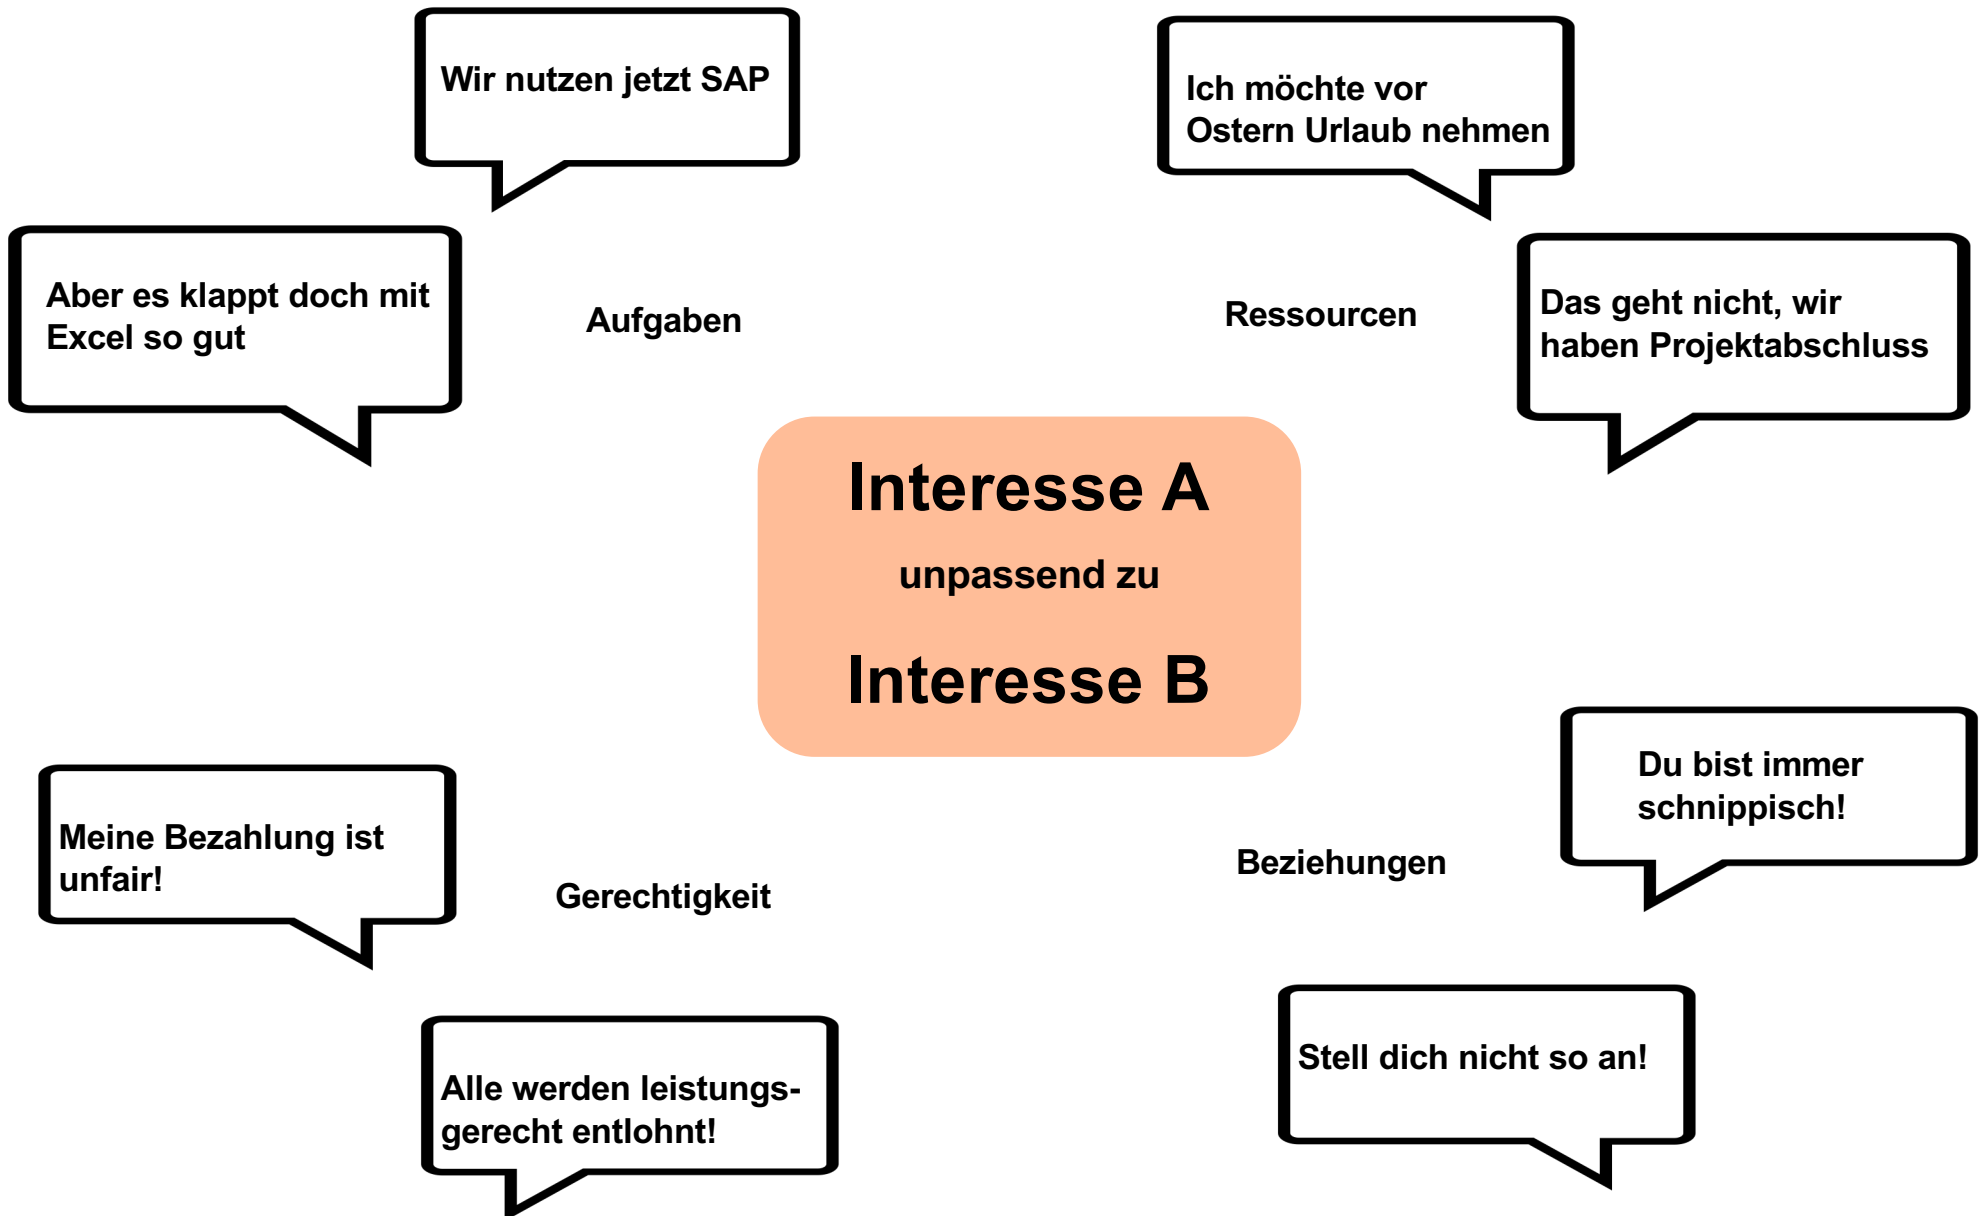 Wir nutzen jetzt SAP
Ich möchte vor
Ostern Urlaub nehmen
Aber es klappt doch mit
Excel so gut
Aufgaben
Ressourcen
Das geht nicht, wir
haben Projektabschluss
Interesse A
unpassend zu
Interesse B
Meine Bezahlung ist
unfair!
Gerechtigkeit
Alle werden leistungs-
gerecht entlohnt!
Beziehungen
Du bist immer
schnippisch!
Stell dich nicht so an!